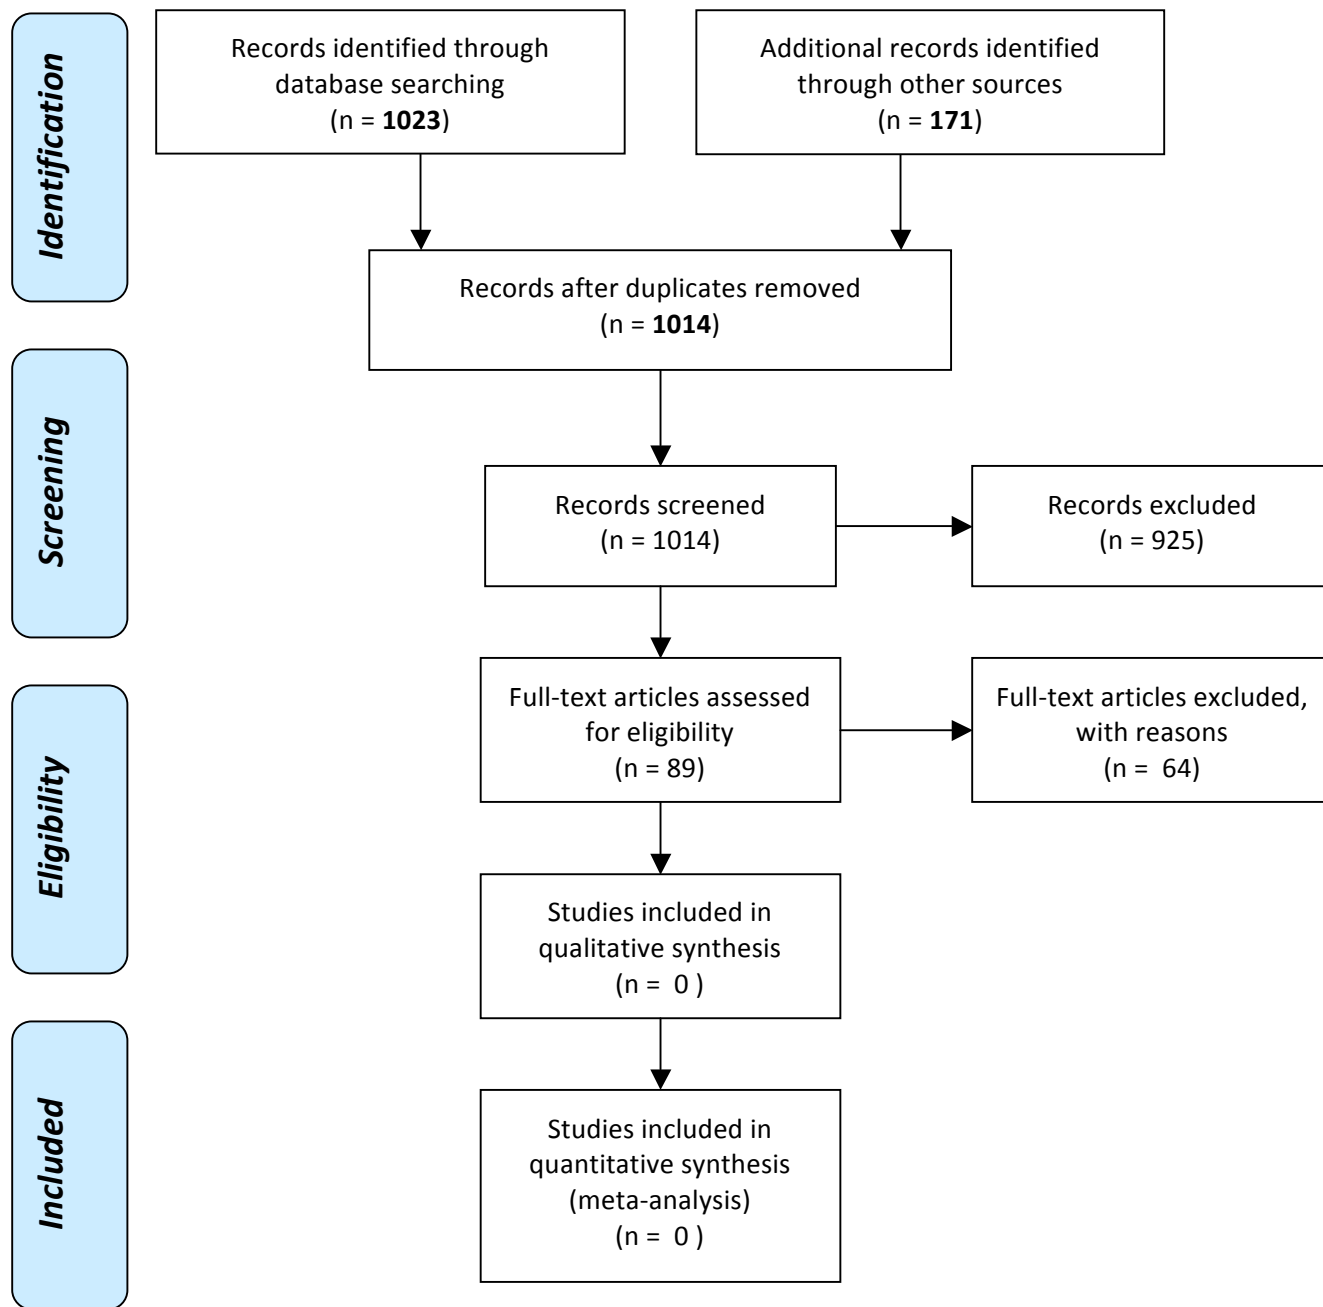 Identification
Records identified through
database searching
(n = 1023)
Additional records identified
through other sources
(n = 171)
Records after duplicates removed
(n = 1014)
Screening
Records screened
(n = 1014)
Records excluded
(n = 925)
Eligibility
Full-text articles assessed
for eligibility
(n = 89)
Full-text articles excluded,
with reasons
(n =  64)
Studies included in
qualitative synthesis
(n =  0 )
Included
Studies included in
quantitative synthesis
(meta-analysis)
(n =  0 )